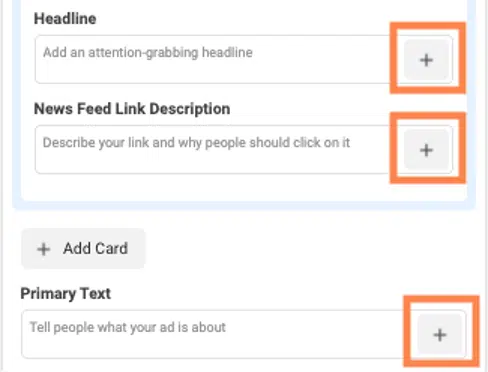 Headline
Add an attention-grabbing headline
+
News Feed Link Description
Describe your link and why people should click on it
+
+ Add Card
Primary Text
Tell people what your ad is about
+